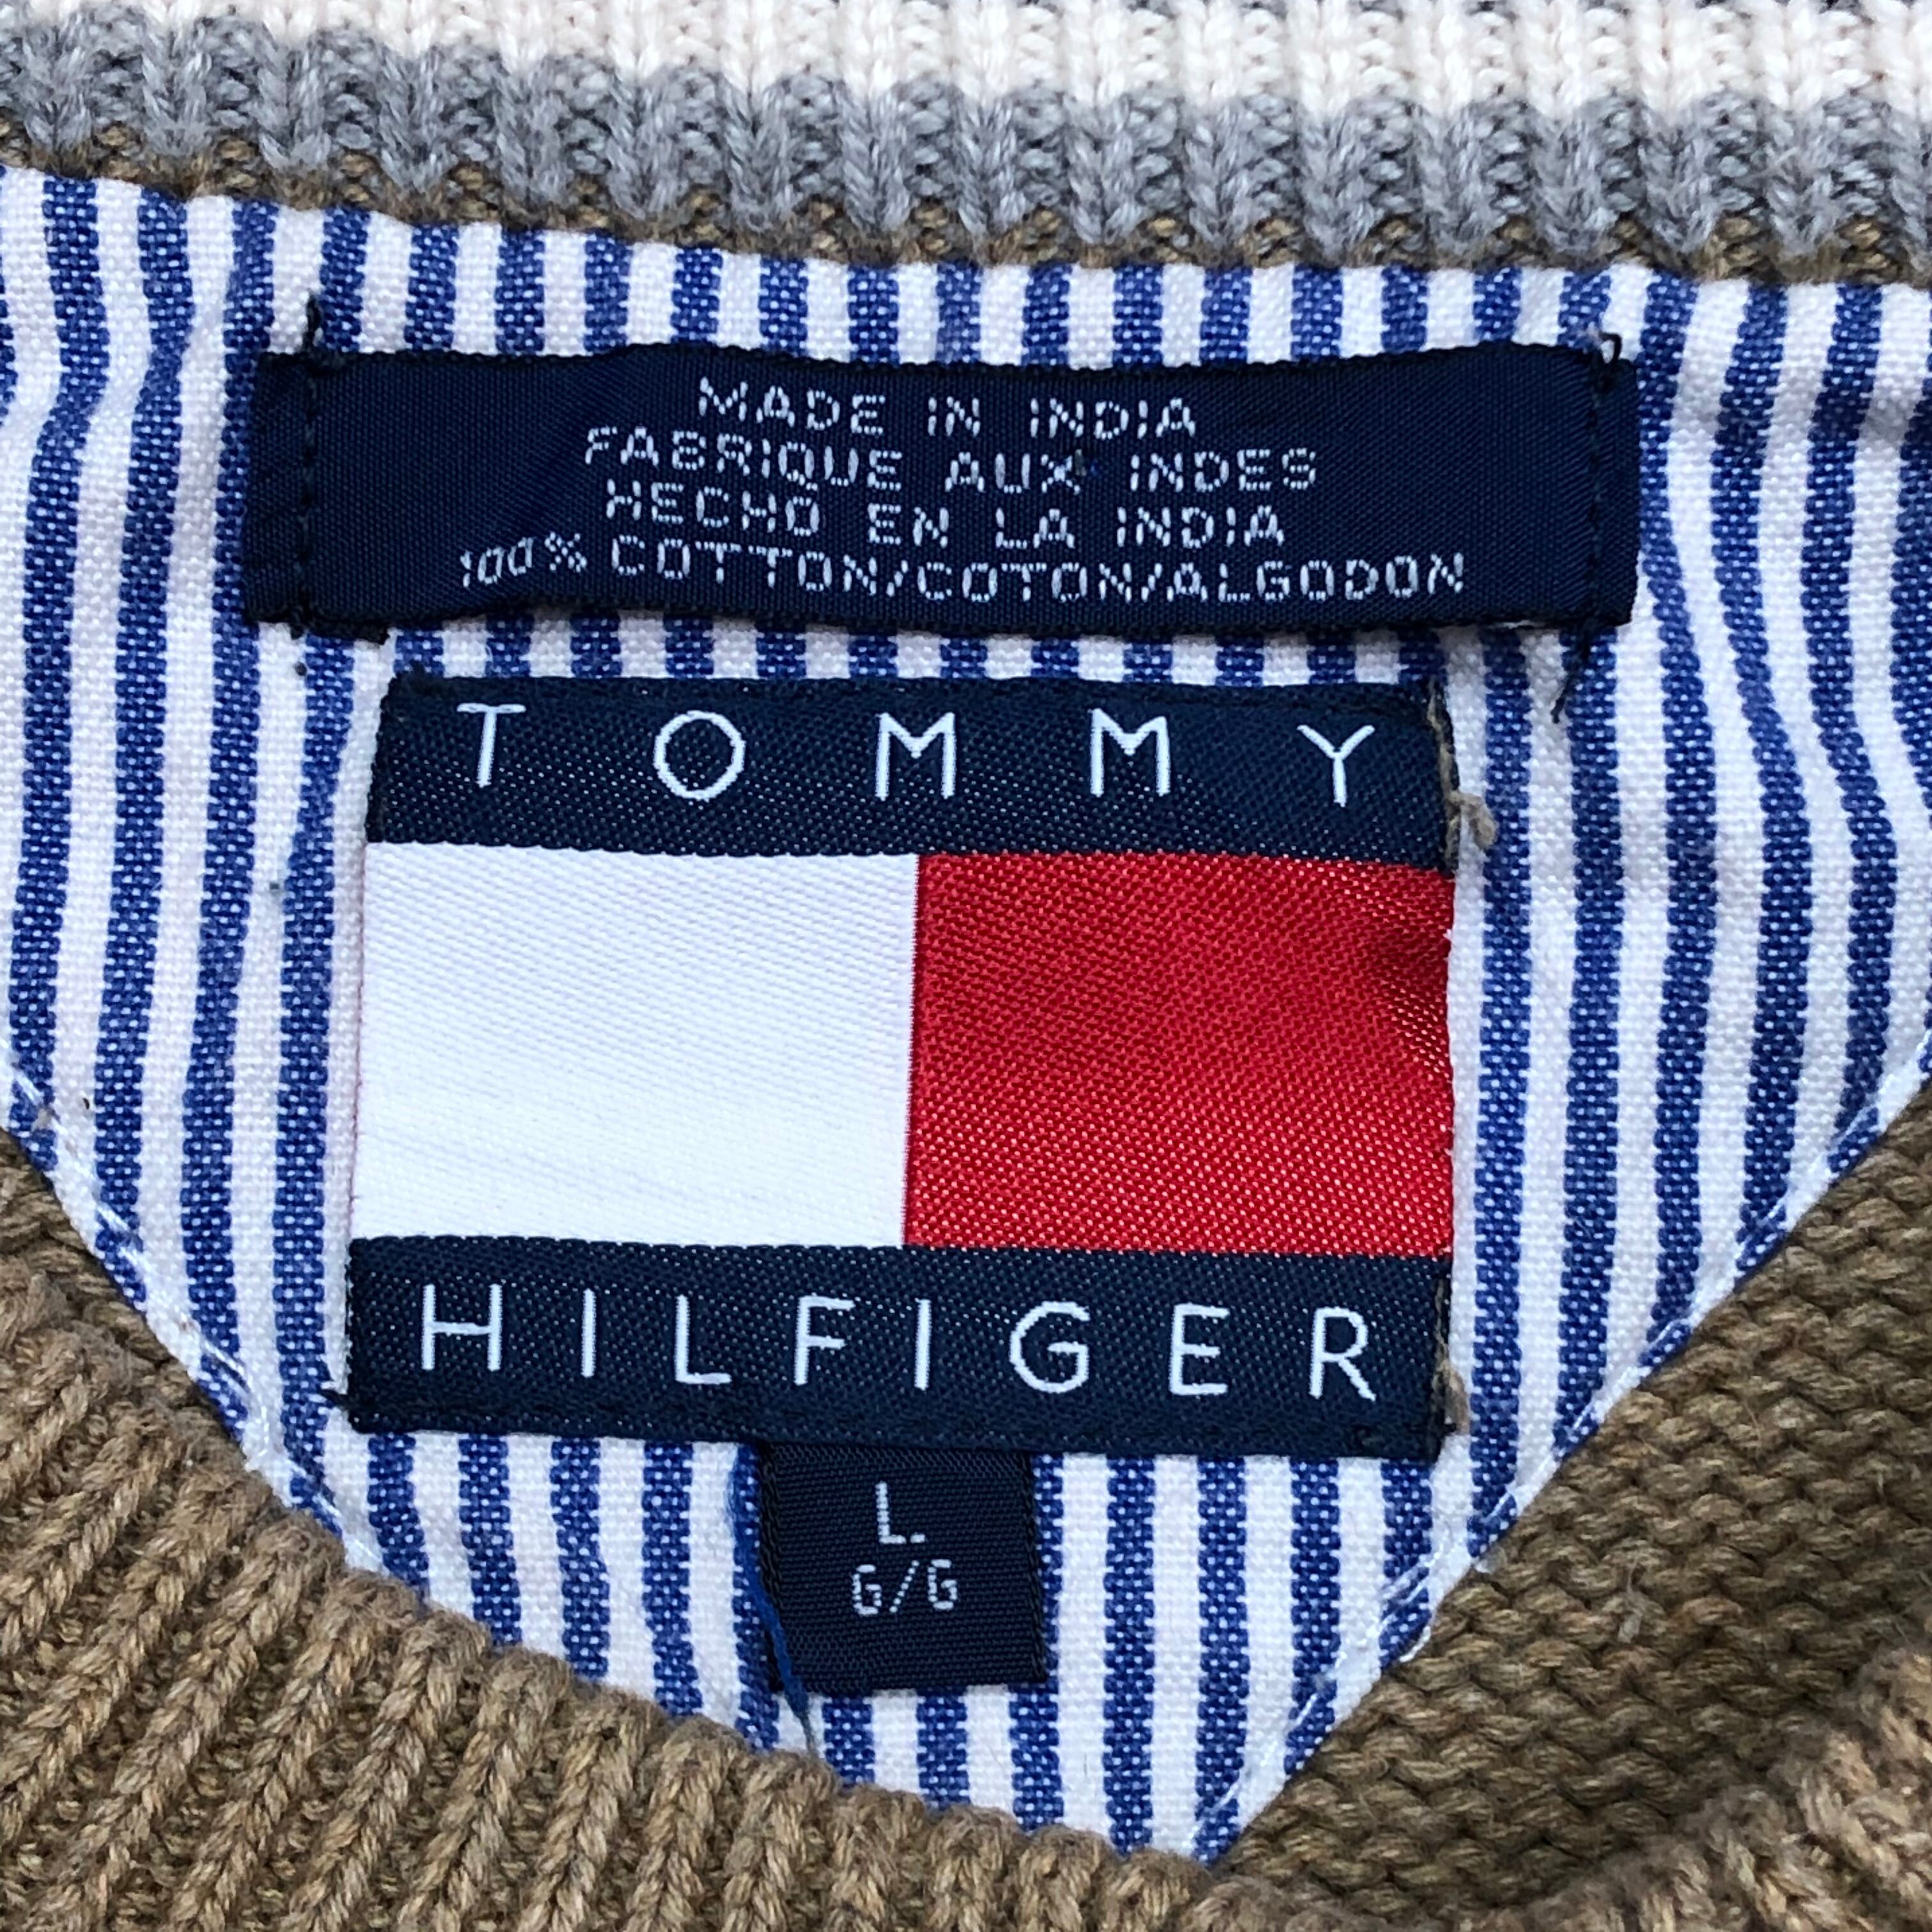 MADE IN INDIA
FABRIQUE AUX INDES
HECHO EN LA INDIA
100% COTTON/COTON/ALGODON
TOMMY
HILFIGER
L
G/G